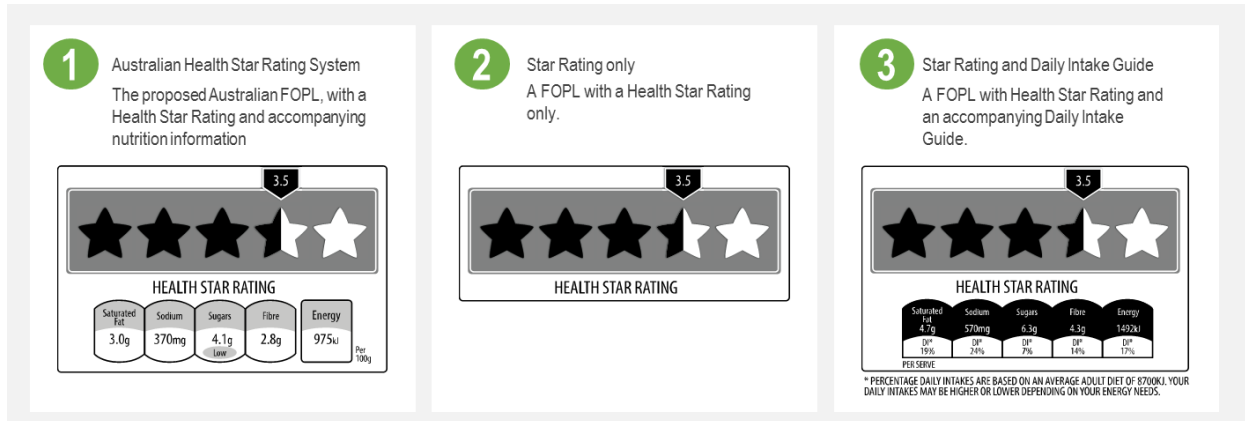 1
Australian Health Star Rating System
The proposed Australian FOPL, with a
Health Star Rating and accompanying
nutrition information
3.5
HEALTH STAR RATING
Saturated Fat
3.0g
Sodium
370mg
Sugars
4.1g
Low
Fibre
2.8g
Energy
975kJ
Per
100g
2
Star Rating only
A FOPL with a Health Star Rating
only.
3.5
HEALTH STAR RATING
3
Star Rating and Daily Intake Guide
A FOPL with Health Star Rating and
an accompanying Daily Intake
Guide.
3.5
HEALTH STAR RATING
Saturated
Fat
4.7g
DI*
19%
Sodium
570mg
DI*
24%
Sugars
6.3g
DI*
7%
Fibre
4.3g
DI*
14%
Energy
1492kJ
DI*
17%
PER SERVE
* PERCENTAGE DAILY INTAKES ARE BASED ON AN AVERAGE ADULT DIET OF 8700KJ. YOUR
DAILY INTAKES MAY BE HIGHER OR LOWER DEPENDING ON YOUR ENERGY NEEDS.